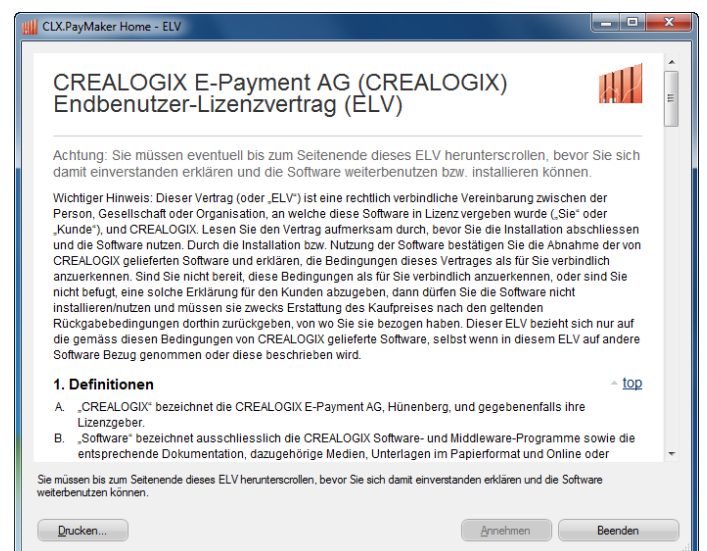 CLX.PayMaker Home - ELV
CREALOGIX E-Payment AG (CREALOGIX)
Endbenutzer-Lizenzvertrag (ELV)
Achtung: Sie müssen eventuell bis zum Seitenende dieses ELV herunterscrollen, bevor Sie sich
damit einverstanden erklären und die Software weiterbenutzen bzw. installieren können.
Wichtiger Hinweis: Dieser Vertrag (oder „ELV“) ist eine rechtlich verbindliche Vereinbarung zwischen der
Person, Gesellschaft oder Organisation, an welche diese Software in Lizenz vergeben wurde („Sie“ oder
„Kunde“), und CREALOGIX. Lesen Sie den Vertrag aufmerksam durch, bevor Sie die Installation abschliessen
und die Software nutzen. Durch die Installation bzw. Nutzung der Software bestätigen Sie die Abnahme der von
CREALOGIX gelieferten Software und erklären, die Bedingungen dieses Vertrages als für Sie verbindlich
anzuerkennen. Sind Sie nicht bereit, diese Bedingungen als für Sie verbindlich anzuerkennen, oder sind Sie
nicht befugt, eine solche Erklärung für den Kunden abzugeben, dann dürfen Sie die Software nicht
installieren/nutzen und müssen sie zwecks Erstattung des Kaufpreises nach den geltenden
Rückgabebedingungen dorthin zurückgeben, von wo Sie sie bezogen haben. Dieser ELV bezieht sich nur auf
die gemäss diesen Bedingungen von CREALOGIX gelieferte Software, selbst wenn in diesem ELV auf andere
Software Bezug genommen oder diese beschrieben wird.
1. Definitionen top
A. „CREALOGIX“ bezeichnet die CREALOGIX E-Payment AG, Hünenberg, und gegebenenfalls ihre
Lizenzgeber.
B. „Software“ bezeichnet ausschliesslich die CREALOGIX Software- und Middleware-Programme sowie die
entsprechende Dokumentation, dazugehörige Medien, Unterlagen im Papierformat und Online oder
Sie müssen bis zum Seitenende dieses ELV herunterscrollen, bevor Sie sich damit einverstanden erklären und die Software
weiterbenutzen können.
Drucken... Annehmen Beenden